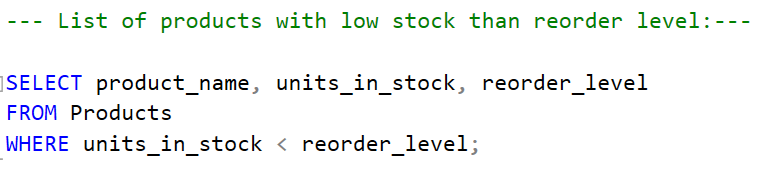 --- List of products with low stock than reorder level:---
SELECT product_name, units_in_stock, reorder_level
FROM Products
WHERE units_in_stock < reorder_level;